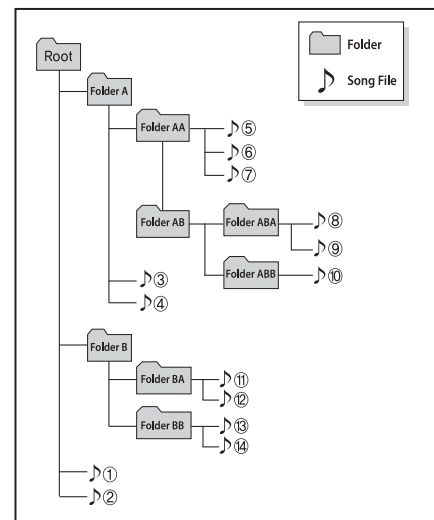 Root
Folder
Song File
Folder A
Folder AA
⑤
⑥
⑦
Folder AB
Folder ABA
⑧
⑨
Folder ABB
⑩
③
④
Folder B
Folder BA
⑪
⑫
Folder BB
⑬
⑭
①
②